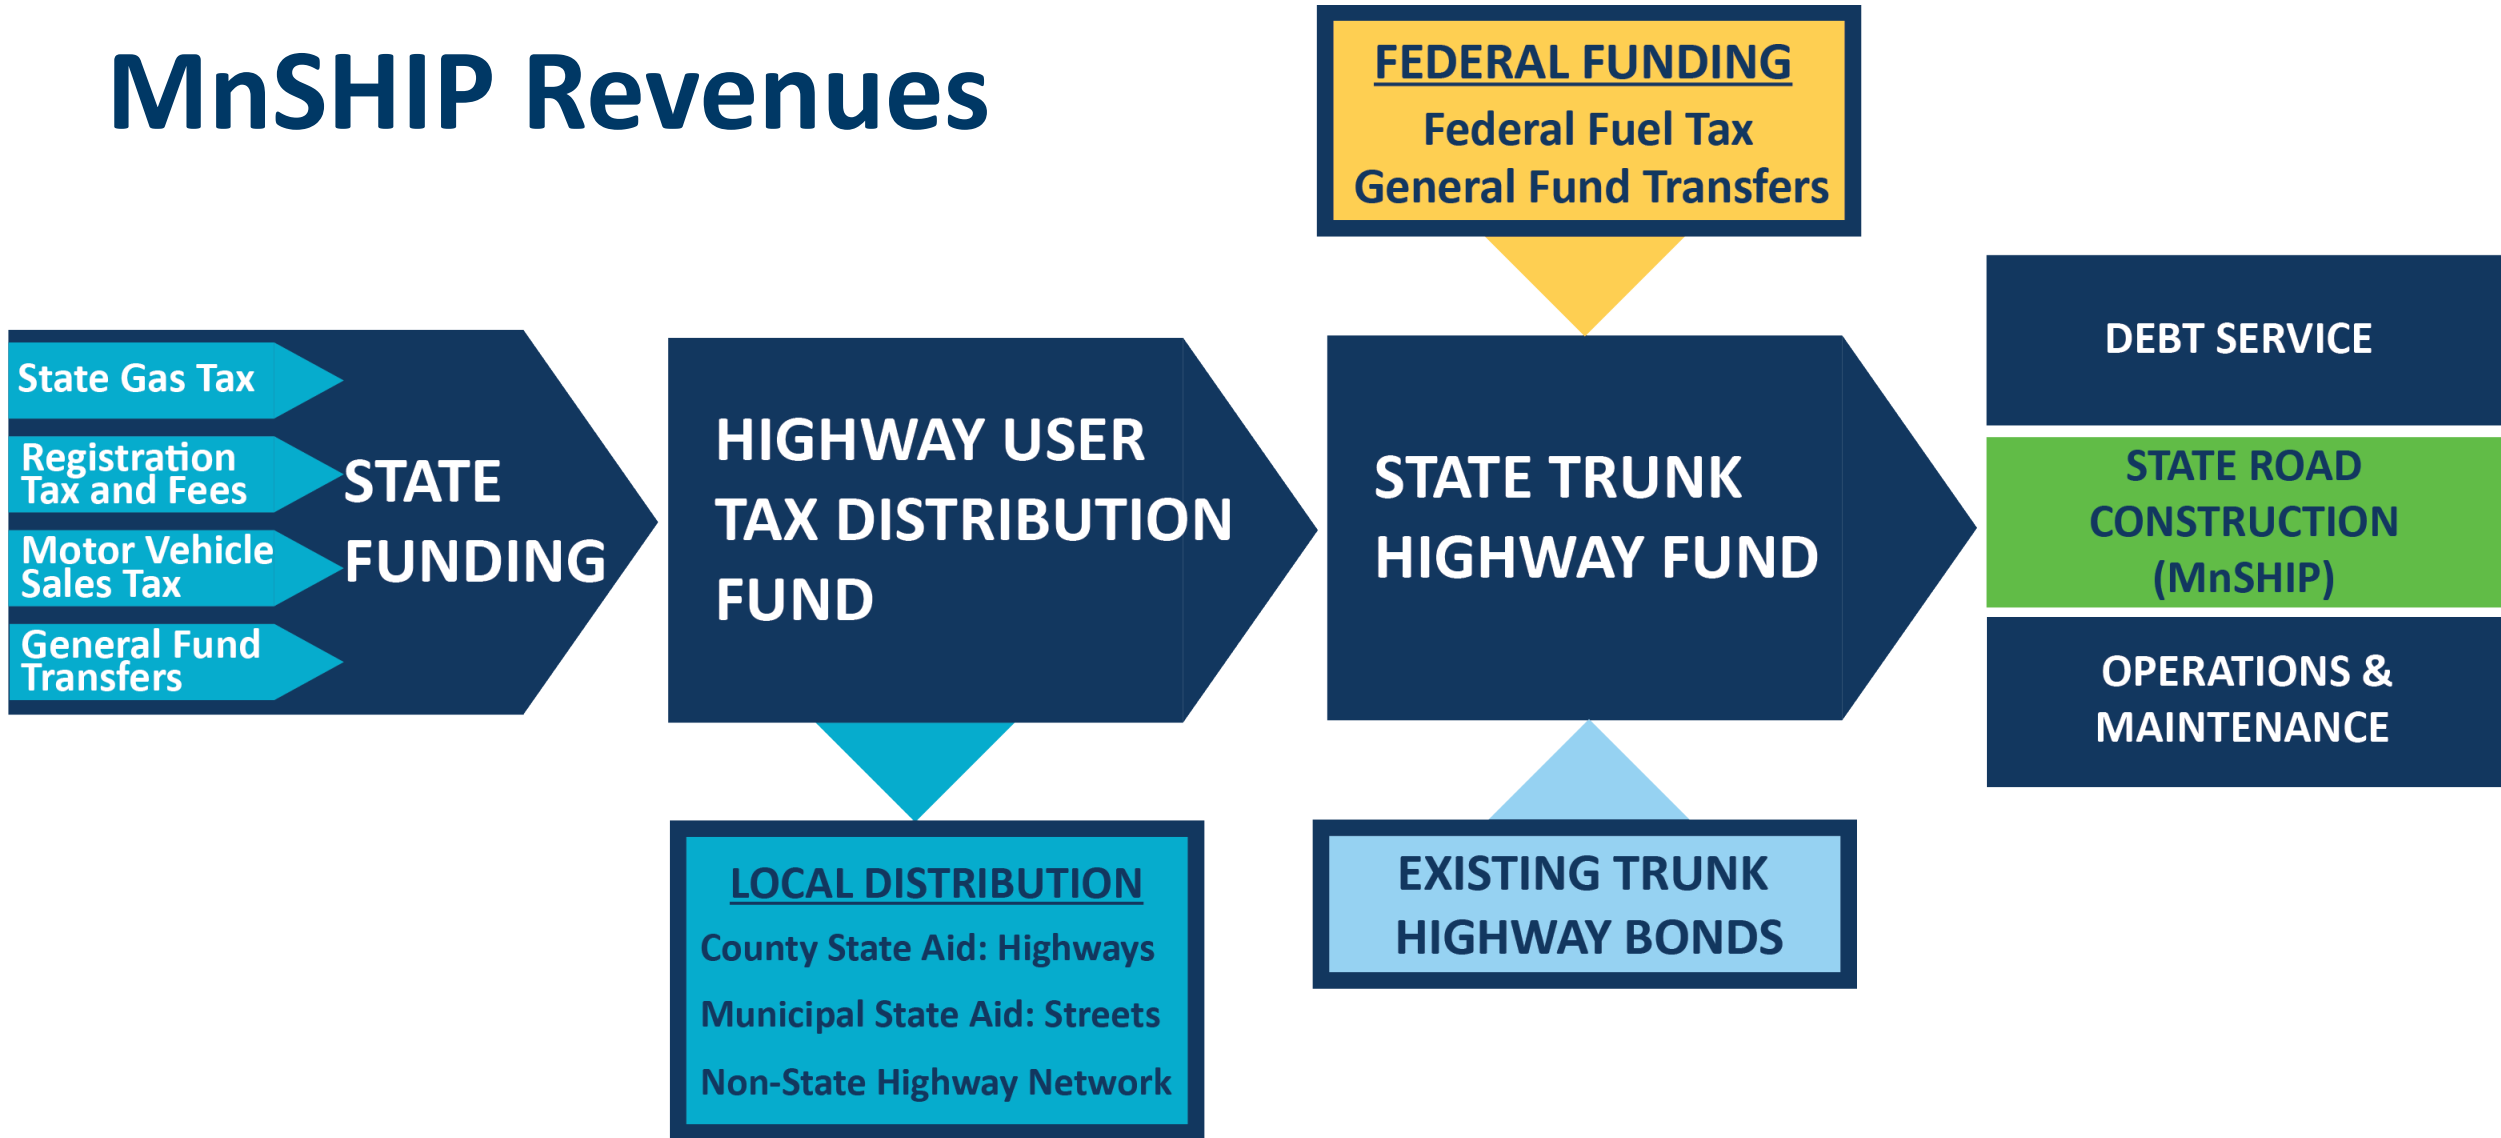 MnSHIP Revenues
FEDERAL FUNDING
Federal Fuel Tax
General Fund Transfers
State Gas Tax
Registration
Tax and Fees
Motor Vehicle
Sales Tax
General Fund
Transfers
STATE
FUNDING
HIGHWAY USER
TAX DISTRIBUTION
FUND
STATE TRUNK
HIGHWAY FUND
DEBT SERVICE
STATE ROAD
CONSTRUCTION
(MnSHIP)
OPERATIONS &
MAINTENANCE
LOCAL DISTRIBUTION
County State Aid: Highways
Municipal State Aid: Streets
Non-State Highway Network
EXISTING TRUNK
HIGHWAY BONDS